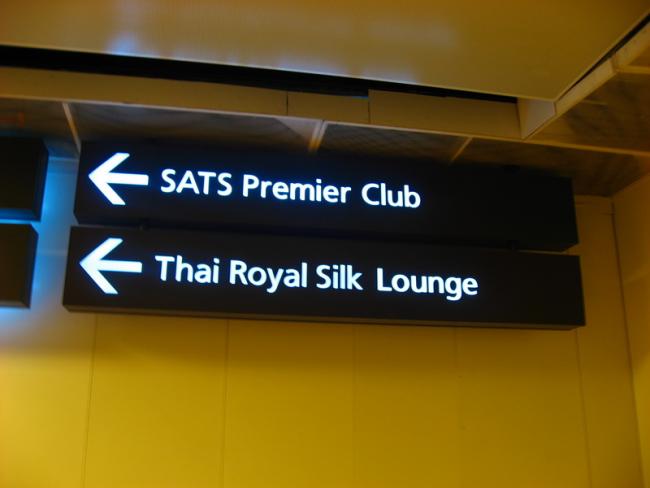 SATS Premier Club
Thai Royal Silk Lounge